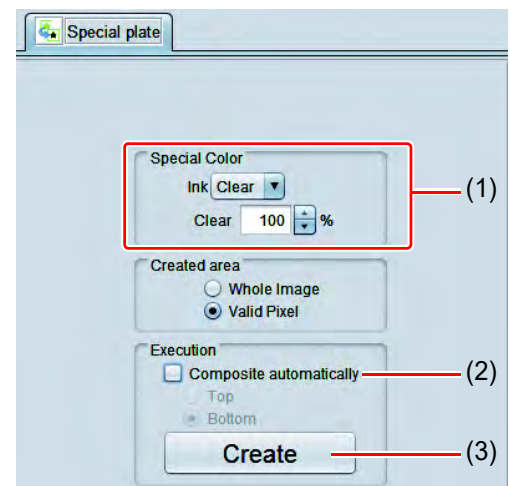 Special plate
Special Color
Ink Clear
(1)
Clear 100 %
Created area
Whole Image
Valid Pixel
Execution
Composite automatically
(2)
Top
Bottom
Create
(3)